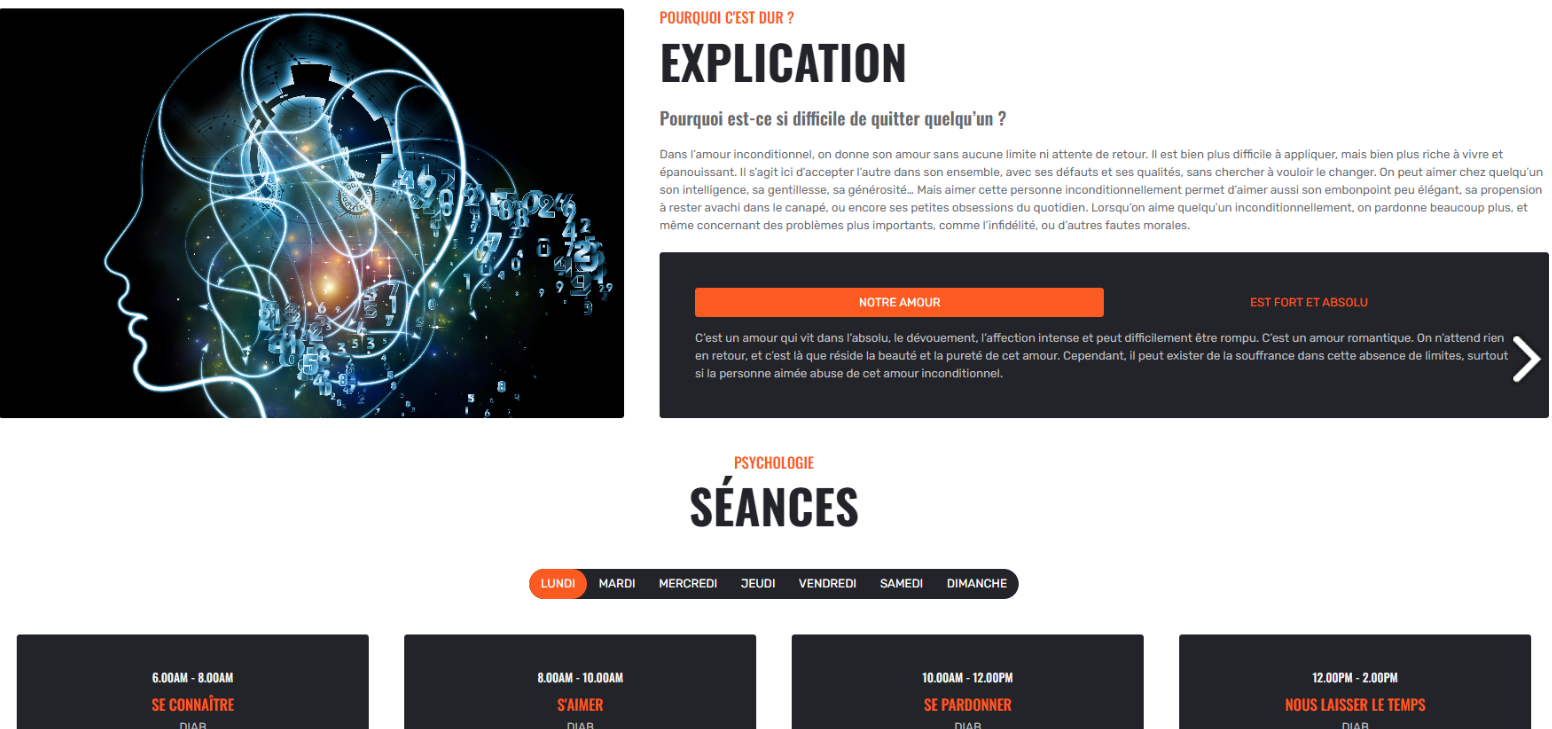 POURQUOI C'EST DUR ?
EXPLICATION
Pourquoi est-ce si difficile de quitter quelqu'un ?
Dans l'amour inconditionnel, on donne son amour sans aucune limite ni attente de retour. Il est bien plus difficile à appliquer, mais bien plus riche à vivre et
épanouissant. Il s'agit ici d'accepter l'autre dans son ensemble, avec ses défauts et ses qualités, sans chercher à vouloir le changer. On peut aimer chez quelqu'un
son intelligence, sa gentillesse, sa générosité… Mais aimer cette personne inconditionnellement permet d'aimer aussi son embonpoint peu élégant, sa propension
à rester avachi dans le canapé, ou encore ses petites obsessions du quotidien. Lorsqu'on aime quelqu'un inconditionnellement, on pardonne beaucoup plus, et
même concernant des problèmes plus importants, comme l'infidélité, ou d'autres fautes morales.
NOTRE AMOUR
EST FORT ET ABSOLU
C'est un amour qui vit dans l'absolu, le dévouement, l'affection intense et peut difficilement être rompu. C'est un amour romantique. On n'attend rien
en retour, et c'est là que réside la beauté et la pureté de cet amour. Cependant, il peut exister de la souffrance dans cette absence de limites, surtout
si la personne aimée abuse de cet amour inconditionnel.
PSYCHOLOGIE
SÉANCES
LUNDI MARDI MERCREDI JEUDI VENDREDI SAMEDI DIMANCHE
6.00AM - 8.00AM
SE CONNAÎTRE
DIAB
8.00AM - 10.00AM
S'AIMER
DIAB
10.00AM - 12.00PM
SE PARDONNER
DIAB
12.00PM - 2.00PM
NOUS LAISSER LE TEMPS
DIAB